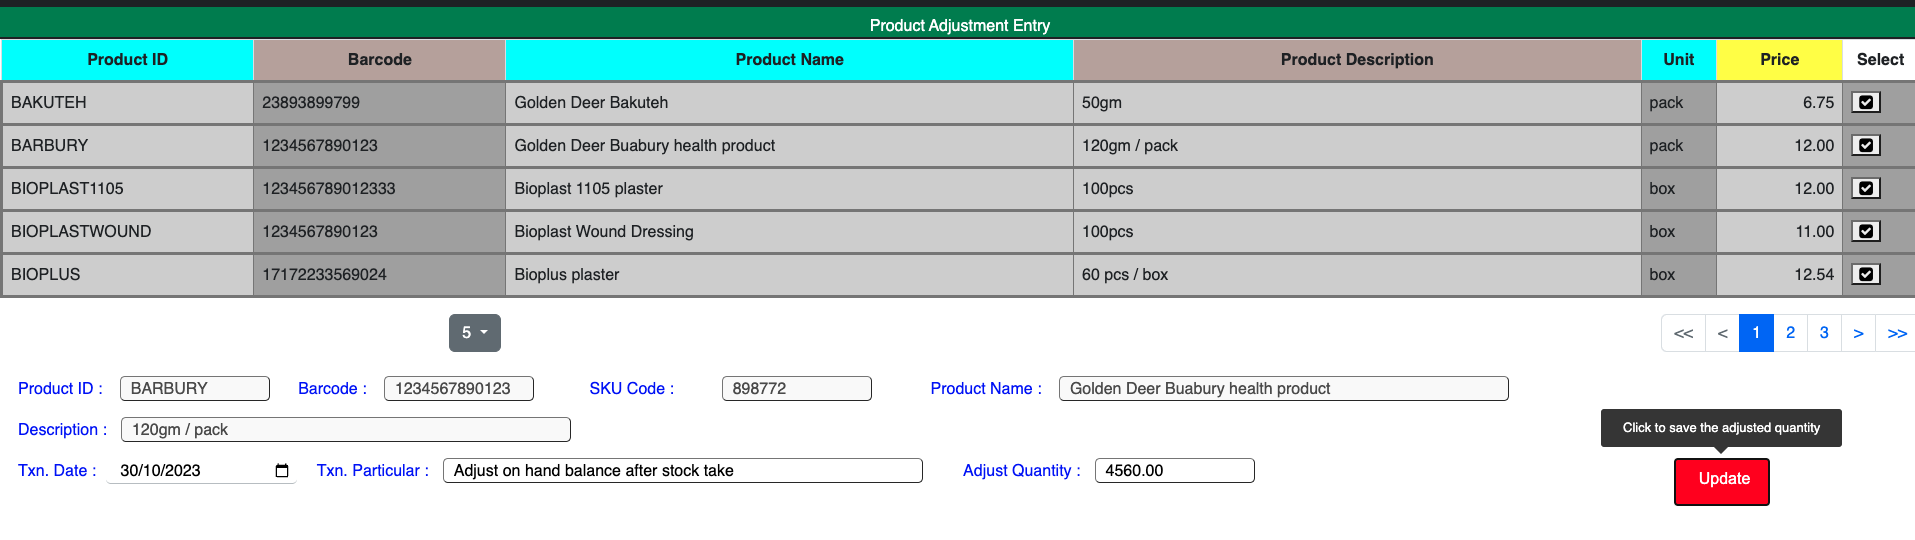 Product Adjustment Entry
Product ID Barcode Product Name Product Description Unit Price Select
BAKUTEH 23893899799 Golden Deer Bakuteh 50gm pack 6.75
BARBURY 1234567890123 Golden Deer Buabury health product 120gm / pack pack 12.00
BIOPLAST1105 123456789012333 Bioplast 1105 plaster 100pcs box 12.00
BIOPLASTWOUND 1234567890123 Bioplast Wound Dressing 100pcs box 11.00
BIOPLUS 17172233569024 Bioplus plaster 60 pcs / box box 12.54
5 << < 1 2 3 > >>
Product ID : BARBURY Barcode : 1234567890123 SKU Code : 898772 Product Name : Golden Deer Buabury health product
Description : 120gm / pack Click to save the adjusted quantity
Txn. Date : 30/10/2023 Txn. Particular : Adjust on hand balance after stock take Adjust Quantity : 4560.00 Update